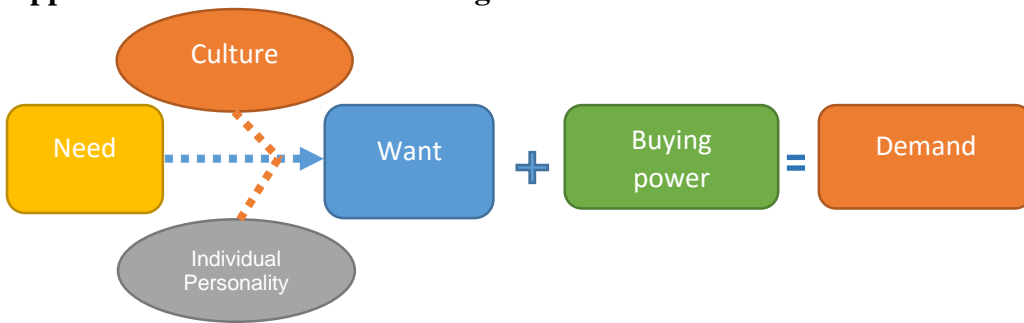 Culture
Need
Want
Buying
power
Demand
Individual
Personality
+
=